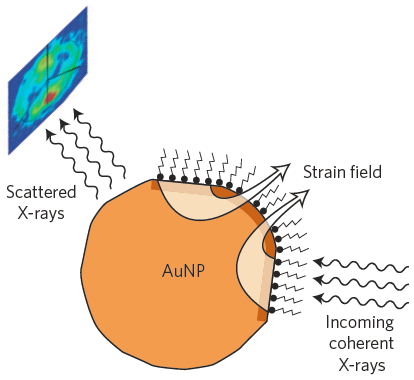 Strain field
Scattered
X-rays
AuNP
Incoming
coherent
X-rays